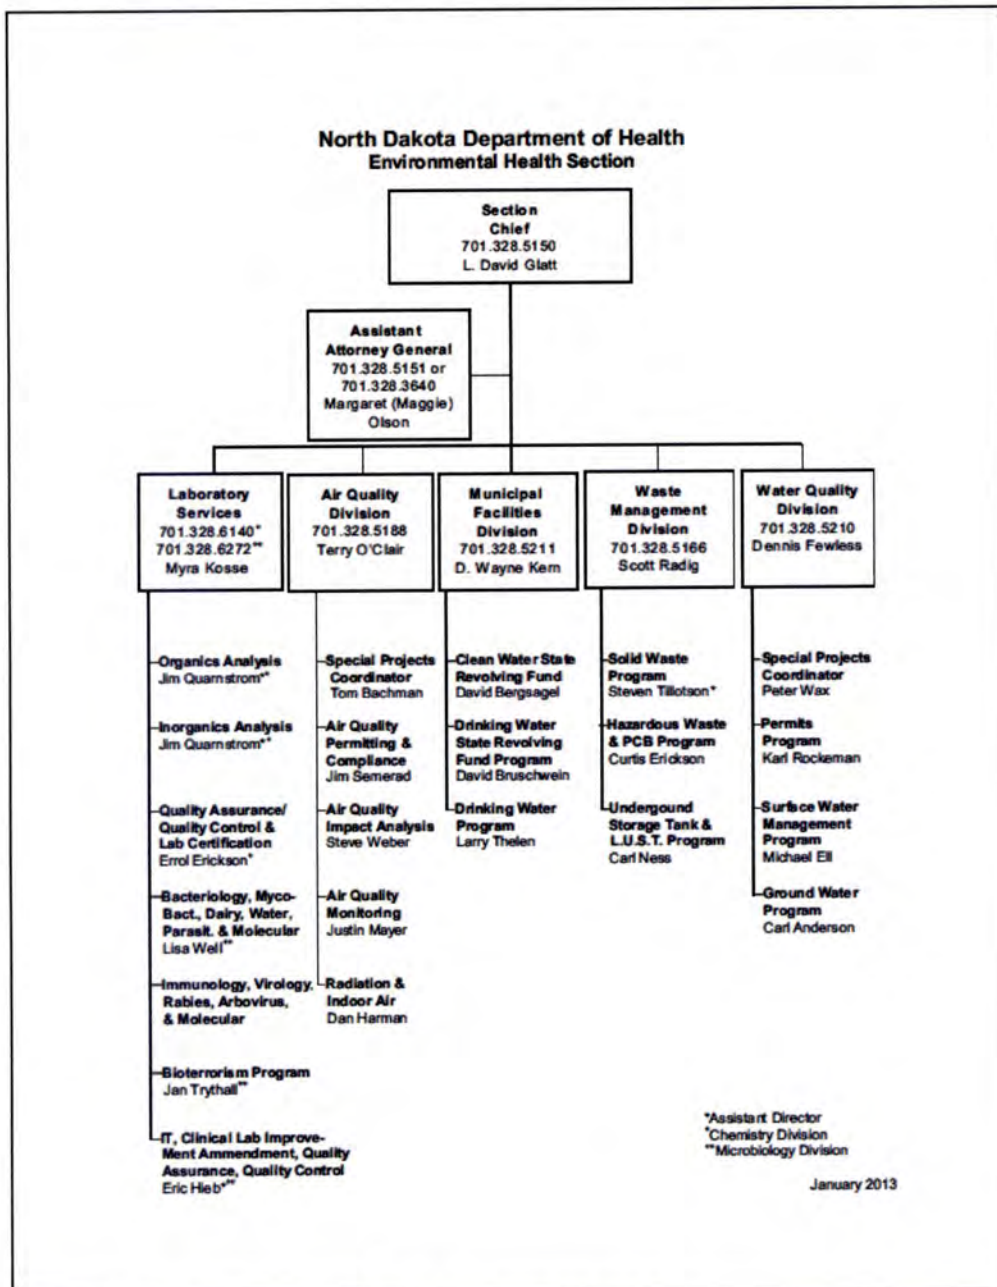 North Dakota Department of Health
Environmental Health Section
Section
Chief
701.328.5150
L. David Glatt
Assistant
Attorney General
701.328.5151 or
701.328.3640
Margaret (Maggie)
Olson
Laboratory
Services
701.328.6140+
701.328.6272**
Myra Kosse
Air Quality
Division
701.328.5188
Terry O'Clair
Municipal
Facilities
Division
701.328.5211
D. Wayne Kern
Waste
Management
Division
701.328.5166
Scott Radig
Water Quality
Division
701.328.5210
Dennis Fewless
Organics Analysis
Jim Quarnstrom*+
Inorganics Analysis
Jim Quarnstrom*+
Quality Assurance/
Quality Control &
Lab Certification
Errol Erickson+
Bacteriology, Myco-
Bact., Dairy, Water,
Parasit. & Molecular
Lisa Well**
Immunology, Virology,
Rabies, Arbovirus,
& Molecular
Bioterrorism Program
Jan Trythall**
IT, Clinical Lab Improve-
ment Ammendment, Quality
Assurance, Quality Control
Eric Hieb***
Special Projects
Coordinator
Tom Bachman
Air Quality
Permitting &
Compliance
Jim Semerad
Air Quality
Impact Analysis
Steve Weber
Air Quality
Monitoring
Justin Mayer
Radiation &
Indoor Air
Dan Harman
Clean Water State
Revolving Fund
David Bergsagel
Drinking Water
State Revolving
Fund Program
David Bruschwein
Drinking Water
Program
Larry Thelen
Solid Waste
Program
Steven Tillotson*
Hazardous Waste
& PCB Program
Curtis Erickson
Undergound
Storage Tank &
L.U.S.T. Program
Carl Ness
Special Projects
Coordinator
Peter Wax
Permits
Program
Karl Rockeman
Surface Water
Management
Program
Michael Ell
Ground Water
Program
Carl Anderson
*Assistant Director
+Chemistry Division
**Microbiology Division
January 2013